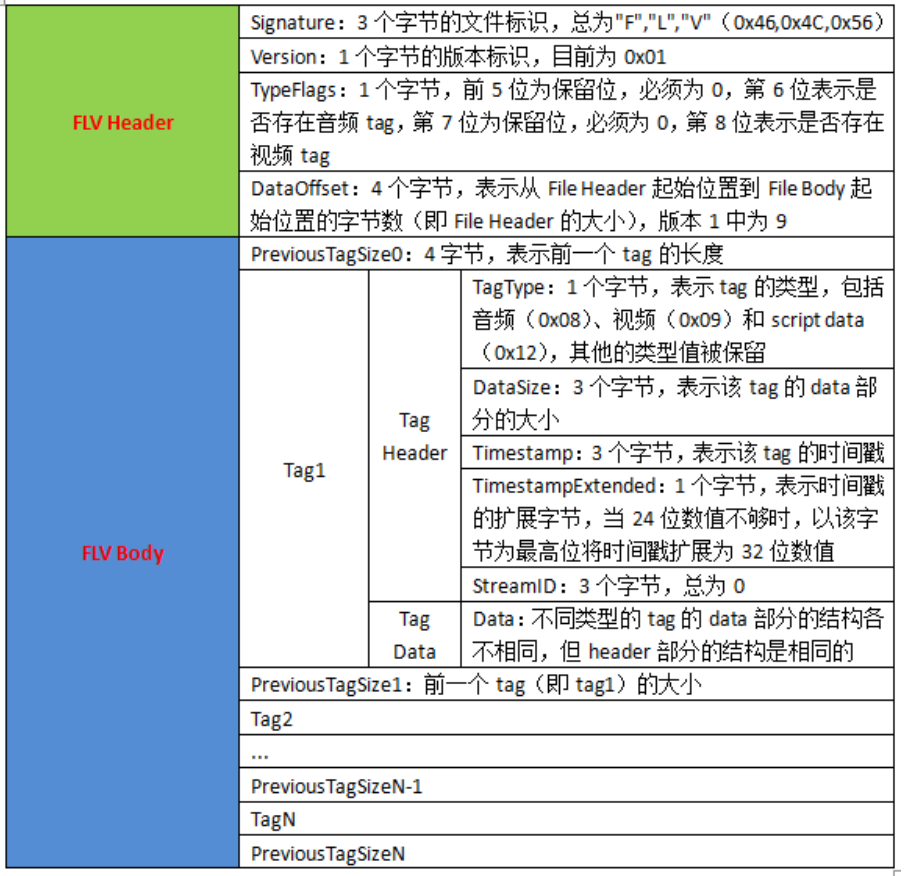 FLV Header
Signature：3 个字节的文件标识，总为"F","L","V"（0x46,0x4C,0x56）
Version：1 个字节的版本标识，目前为 0x01
TypeFlags：1 个字节，前 5 位为保留位，必须为 0，第 6 位表示是
否存在音频 tag，第 7 位为保留位，必须为 0，第 8 位表示是否存在
视频 tag
DataOffset：4 个字节，表示从 File Header 起始位置到 File Body 起
始位置的字节数（即 File Header 的大小），版本 1 中为 9
FLV Body
PreviousTagSize0：4 字节，表示前一个 tag 的长度
Tag1
Tag
Header
TagType：1 个字节，表示 tag 的类型，包括
音频（0x08）、视频（0x09）和 script data
（0x12），其他的类型值被保留
DataSize：3 个字节，表示该 tag 的 data 部
分的大小
Timestamp：3 个字节，表示该 tag 的时间戳
TimestampExtended：1 个字节，表示时间戳
的扩展字节，当 24 位数值不够时，以该字
节为最高位将时间戳扩展为 32 位数值
StreamID：3 个字节，总为 0
Tag
Data
Data：不同类型的 tag 的 data 部分的结构各
不相同，但 header 部分的结构是相同的
PreviousTagSize1：前一个 tag（即 tag1）的大小
Tag2
...
PreviousTagSizeN-1
TagN
PreviousTagSizeN